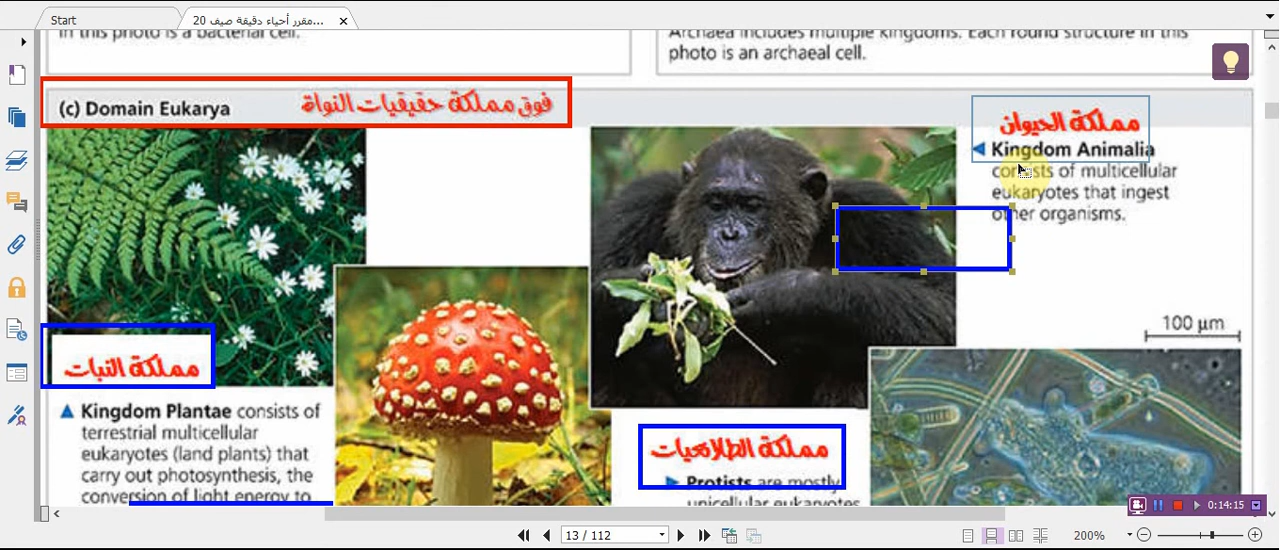 Start
مقرر أحياء دقيقة صيف 20...
in this photo is a bacterial cell.
Archaea includes multiple kingdoms. Each round structure in this
photo is an archaeal cell.
(c) Domain Eukarya
فوق مملكة حقيقيات النواة
مملكة الحيوان
Kingdom Animalia
consists of multicellular
eukaryotes that ingest
other organisms.
100 µm
مملكة النبات
Kingdom Plantae consists of
terrestrial multicellular
eukaryotes (land plants) that
carry out photosynthesis, the
conversion of light energy to
مملكة الطلائعيات
Protists are mostly
unicellular eukaryotes
0:14:15
13 / 112
200%